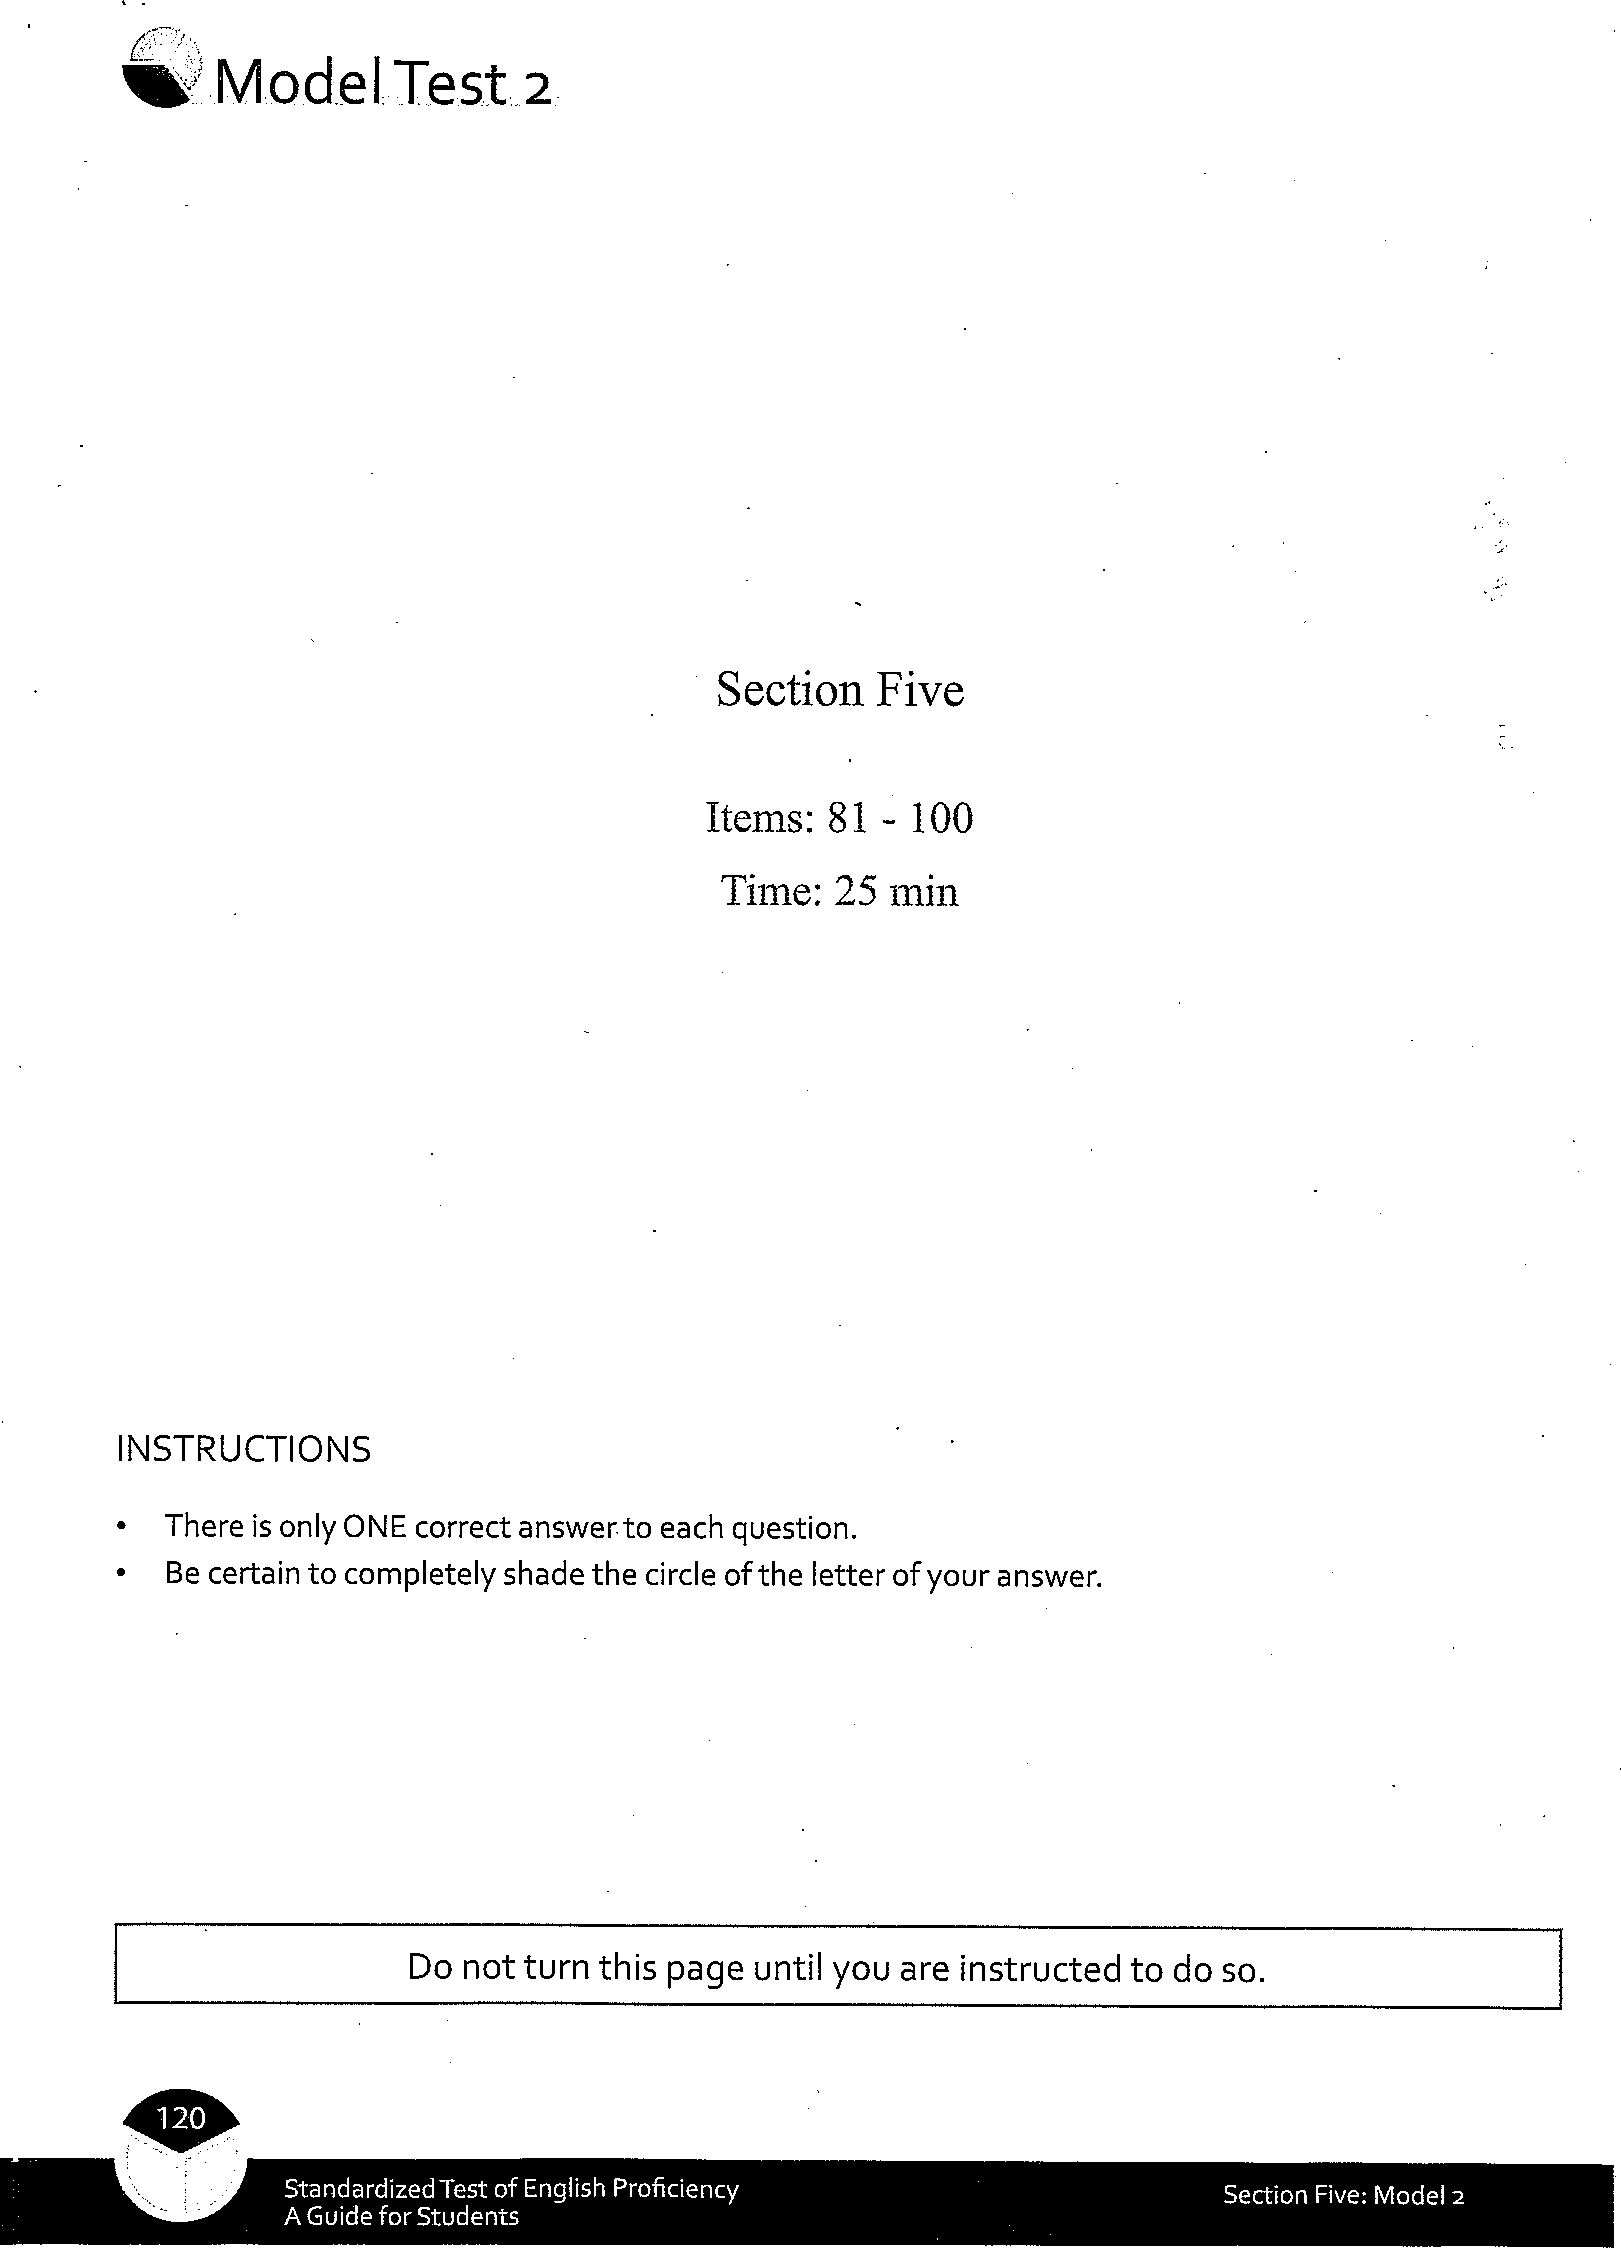 Model Test 2
Section Five
Items: 81 - 100
Time: 25 min
INSTRUCTIONS
• There is only ONE correct answer to each question.
• Be certain to completely shade the circle of the letter of your answer.
Do not turn this page until you are instructed to do so.
120
Standardized Test of English Proficiency
A Guide for Students
Section Five: Model 2